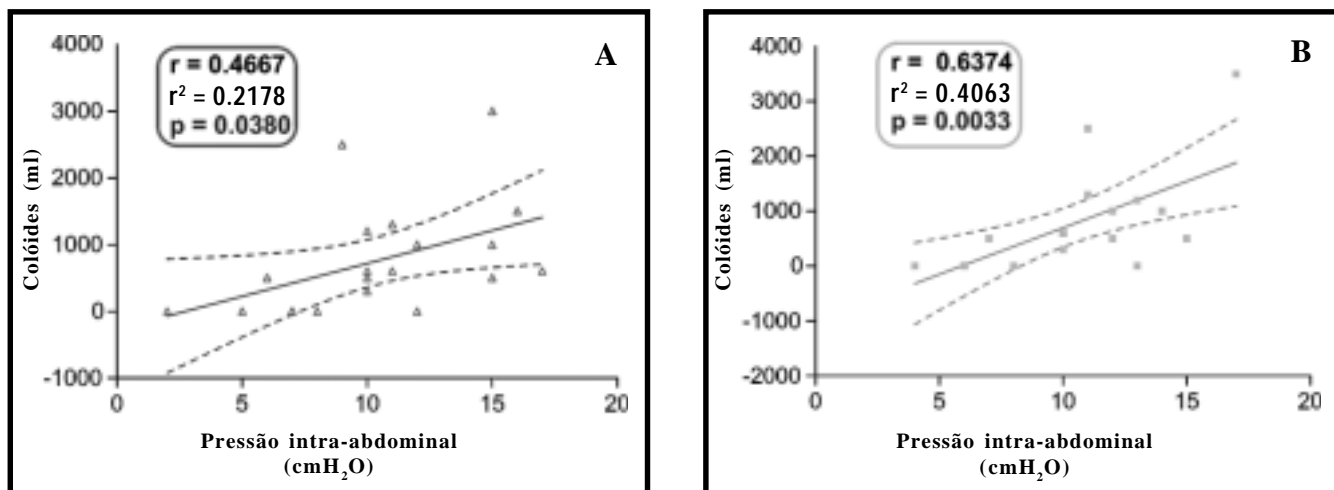 A
r = 0.4667
r² = 0.2178
p = 0.0380
4000
3000
2000
1000
0
-1000
Colóides (ml)
0 5 10 15 20
Pressão intra-abdominal
(cmH₂O)
B
r = 0.6374
r² = 0.4063
p = 0.0033
4000
3000
2000
1000
0
-1000
-2000
Colóides (ml)
0 5 10 15 20
Pressão intra-abdominal
(cmH₂O)